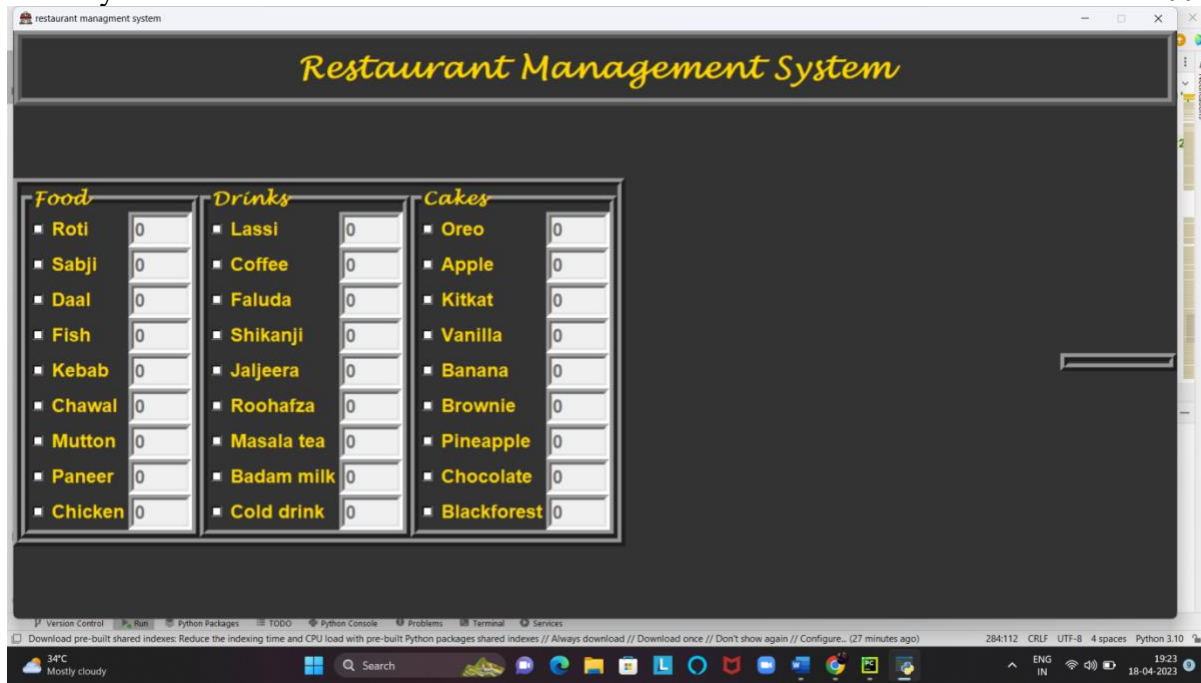 restaurant managment system
Restaurant Management System
Food Drinks Cakes
Roti 0 Lassi 0 Oreo 0
Sabji 0 Coffee 0 Apple 0
Daal 0 Faluda 0 Kitkat 0
Fish 0 Shikanji 0 Vanilla 0
Kebab 0 Jaljeera 0 Banana 0
Chawal 0 Roohafza 0 Brownie 0
Mutton 0 Masala tea 0 Pineapple 0
Paneer 0 Badam milk 0 Chocolate 0
Chicken 0 Cold drink 0 Blackforest 0
Version Control Run Python Packages TODO Python Console Problems Terminal Services
Download pre-built shared indexes: Reduce the indexing time and CPU load with pre-built Python packages shared indexes // Always download // Download once // Don't show again // Configure... (27 minutes ago) 284:112 CRLF UTF-8 4 spaces Python 3.10
34°C Search ENG 19:23
Mostly cloudy IN 18-04-2023